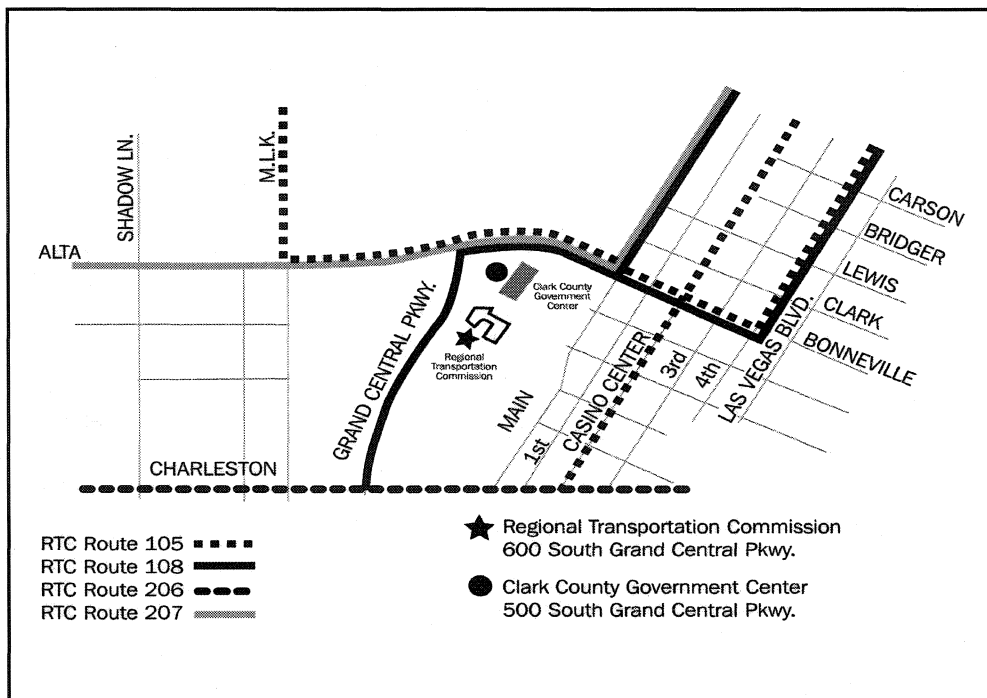 SHADOW LN.
M.L.K.
ALTA
CARSON
BRIDGER
LEWIS
CLARK
BONNEVILLE
Clark County
Government
Center
GRAND CENTRAL PKWY.
Regional
Transportation
Commission
MAIN
1st
CASINO CENTER
3rd
4th
LAS VEGAS BLVD.
CHARLESTON
RTC Route 105
RTC Route 108
RTC Route 206
RTC Route 207
Regional Transportation Commission
600 South Grand Central Pkwy.
Clark County Government Center
500 South Grand Central Pkwy.